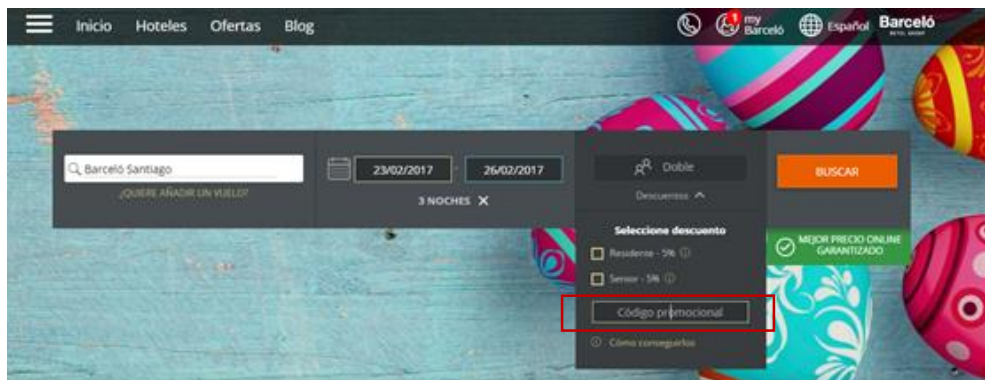 Inicio Hoteles Ofertas Blog
1 my Barceló Español Barceló
HOTEL GROUP
Barceló Santiago
¿QUIERE AÑADIR UN VUELO?
23/02/2017 - 26/02/2017
3 NOCHES X
Doble
Descuentos
BUSCAR
Seleccione descuento
Residente - 5%
Senior - 5%
Código promocional
Cómo conseguirlos
MEJOR PRECIO ONLINE
GARANTIZADO